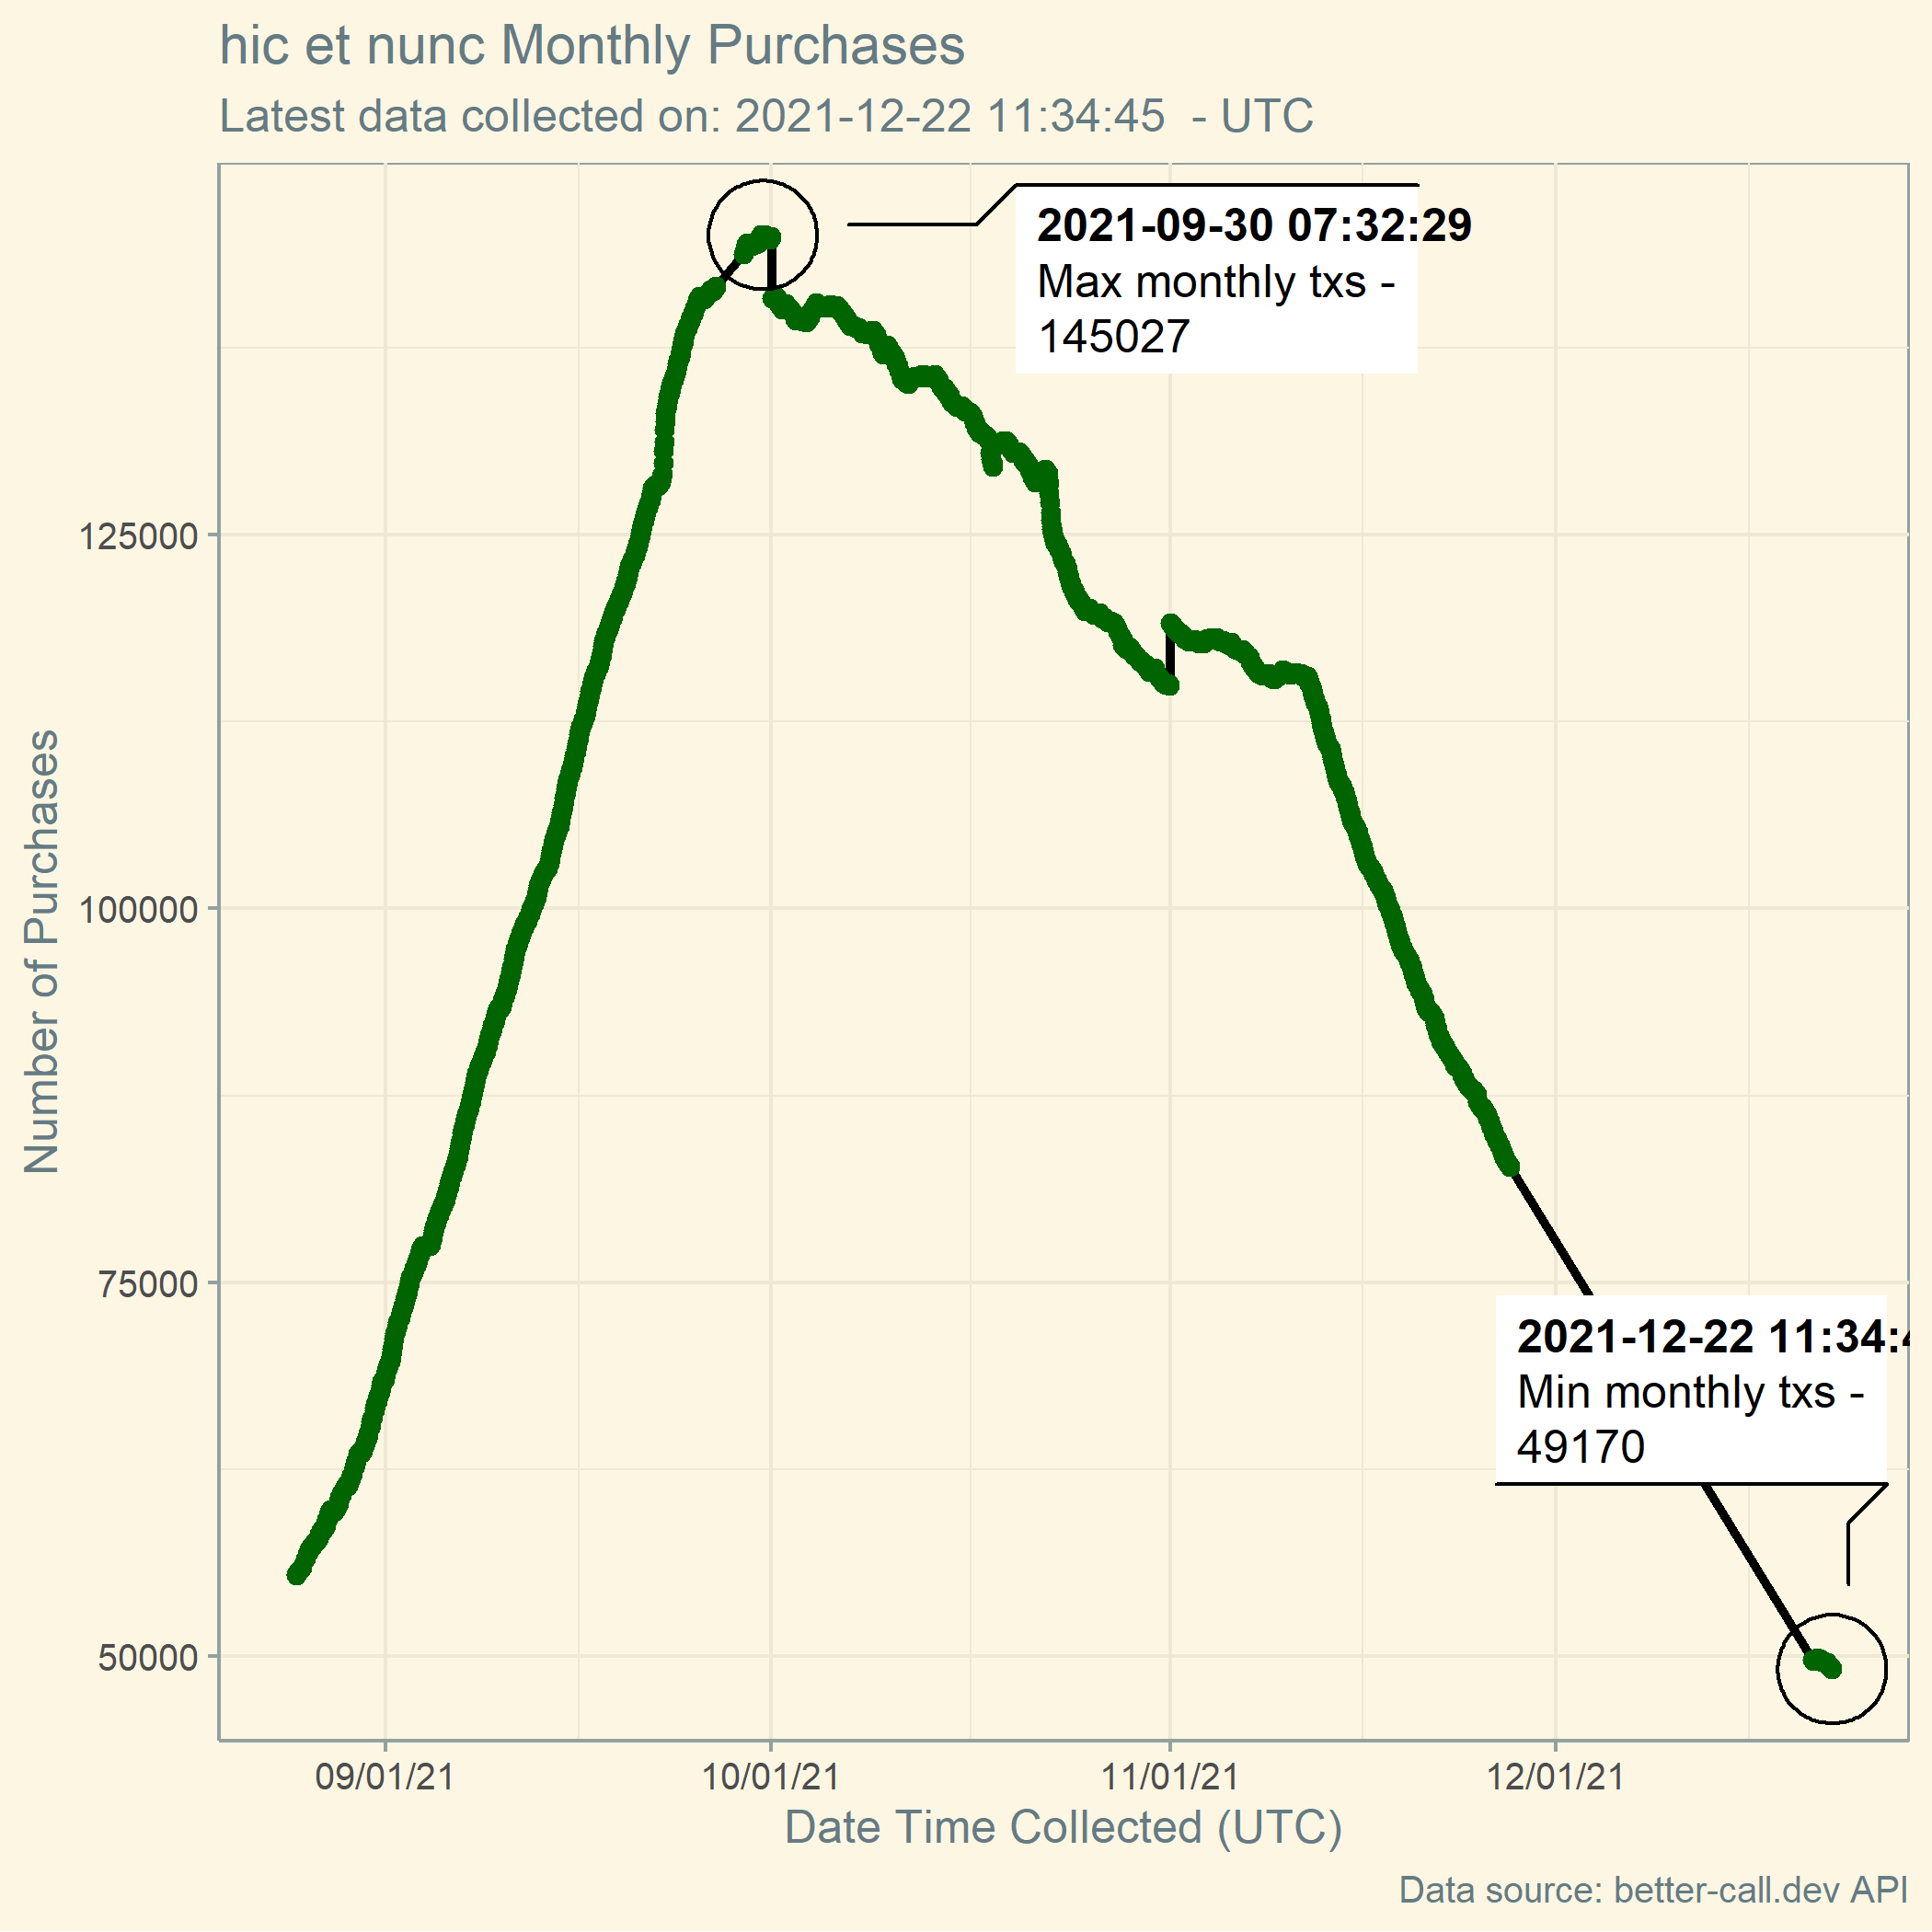 hic et nunc Monthly Purchases
Latest data collected on: 2021-12-22 11:34:45 - UTC
2021-09-30 07:32:29
Max monthly txs -
145027
125000
100000
75000
50000
Number of Purchases
2021-12-22 11:34:4
Min monthly txs -
49170
09/01/21
10/01/21
11/01/21
12/01/21
Date Time Collected (UTC)
Data source: better-call.dev API